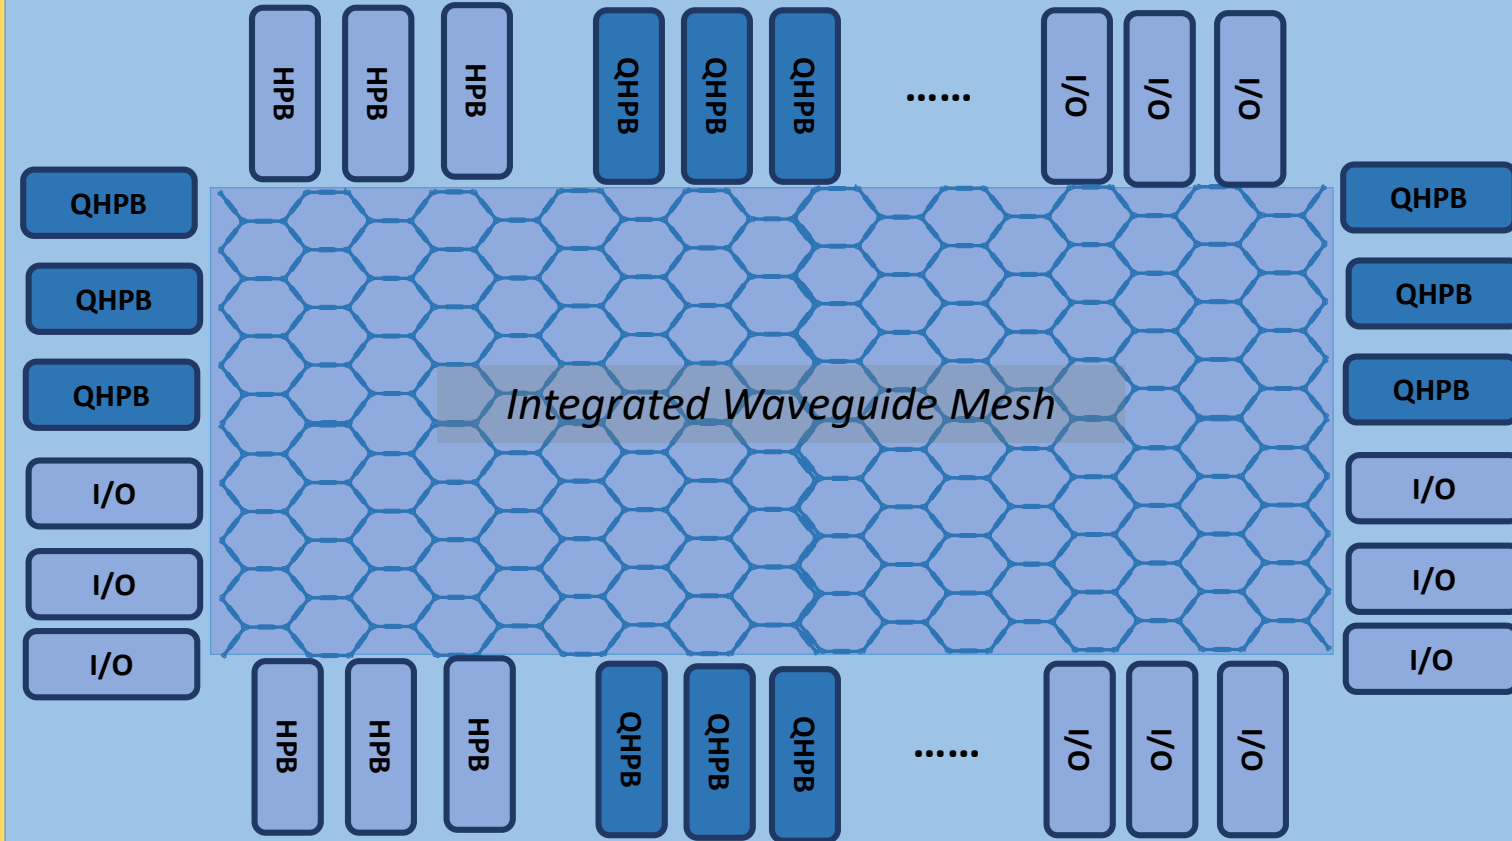 HPB
HPB
HPB
QHPB
QHPB
QHPB
......
I/O
I/O
I/O
QHPB
QHPB
QHPB
I/O
I/O
I/O
Integrated Waveguide Mesh
QHPB
QHPB
QHPB
I/O
I/O
I/O
HPB
HPB
HPB
QHPB
QHPB
QHPB
......
I/O
I/O
I/O